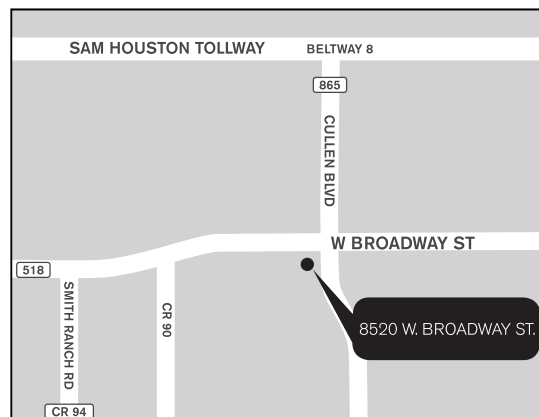 SAM HOUSTON TOLLWAY
BELTWAY 8
865
CULLEN BLVD
W BROADWAY ST
518
SMITH RANCH RD
CR 90
8520 W. BROADWAY ST.
CR 94